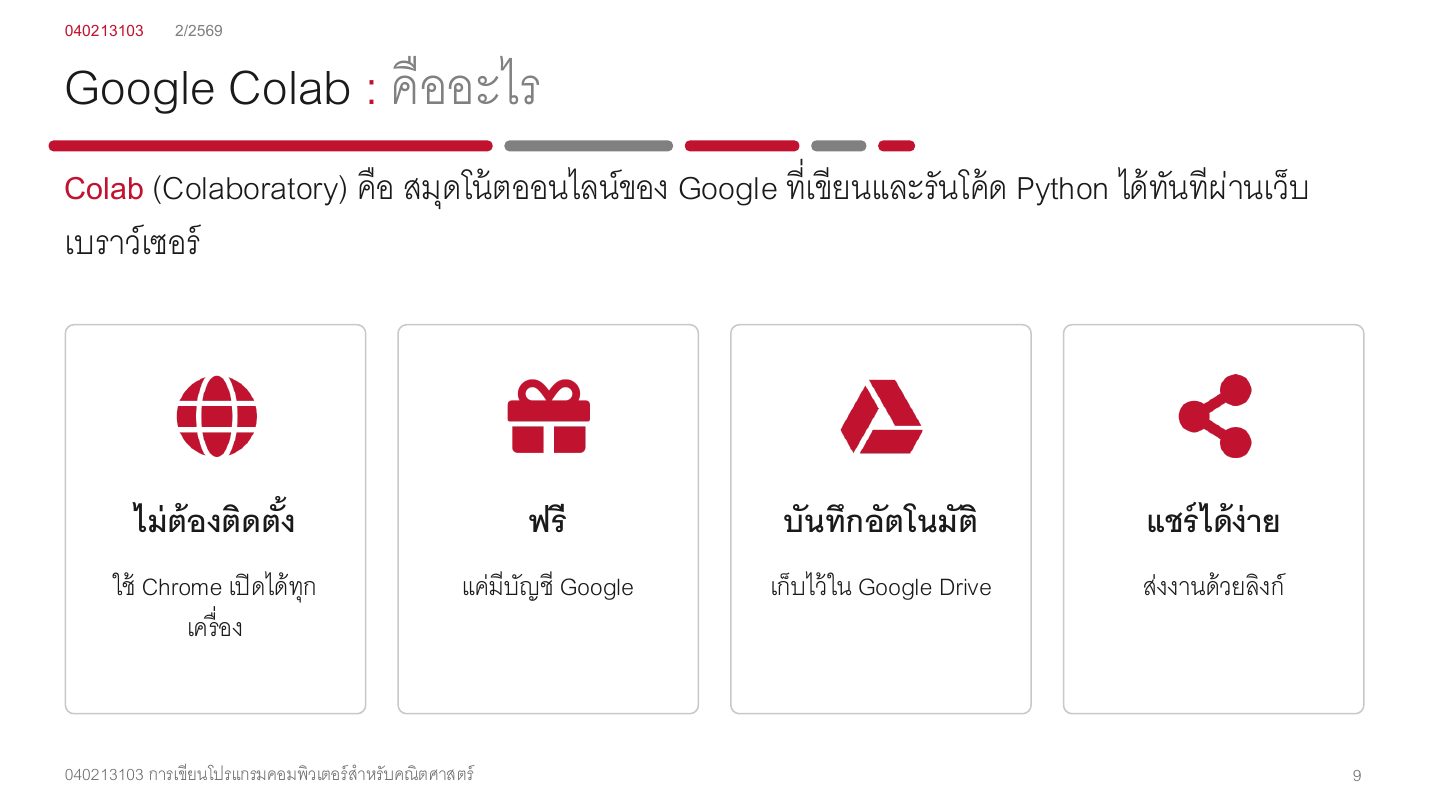 040213103 2/2569
Google Colab : คืออะไร
Colab (Colaboratory) คือ สมุดโน้ตออนไลน์ของ Google ที่เขียนและรันโค้ด Python ได้ทันทีผ่านเว็บ
เบราว์เซอร์
ไม่ต้องติดตั้ง
ใช้ Chrome เปิดได้ทุก
เครื่อง
ฟรี
แค่มีบัญชี Google
บันทึกอัตโนมัติ
เก็บไว้ใน Google Drive
แชร์ได้ง่าย
ส่งงานด้วยลิงก์
040213103 การเขียนโปรแกรมคอมพิวเตอร์สำหรับคณิตศาสตร์ 9